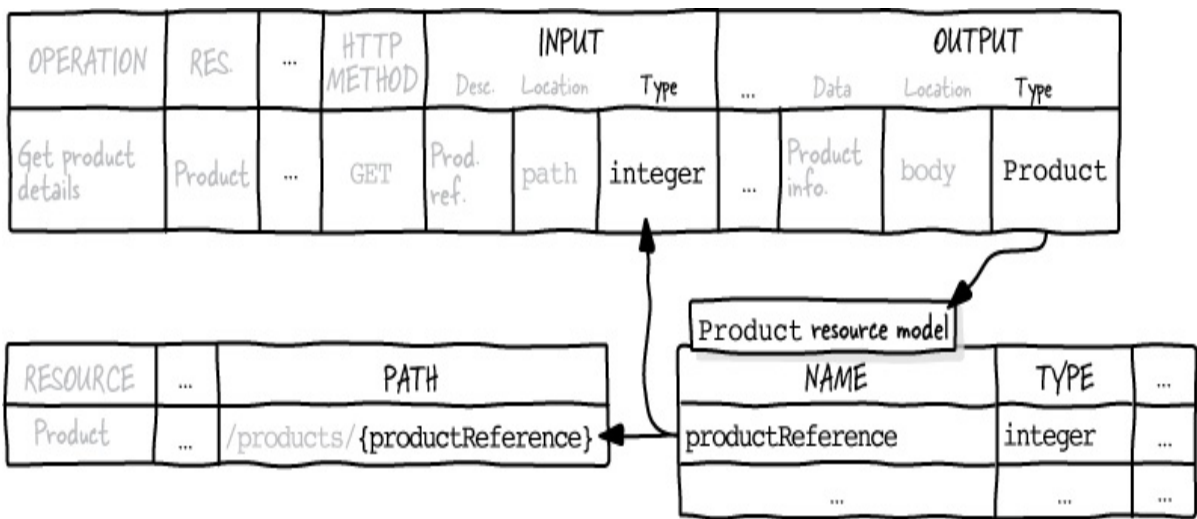 OPERATION RES. ... HTTP METHOD INPUT OUTPUT
Desc. Location Type ... Data Location Type
Get product details Product ... GET Prod. ref. path integer ... Product info. body Product
Product resource model
RESOURCE ... PATH
Product ... /products/{productReference}
NAME TYPE ...
productReference integer ...
... ... ...